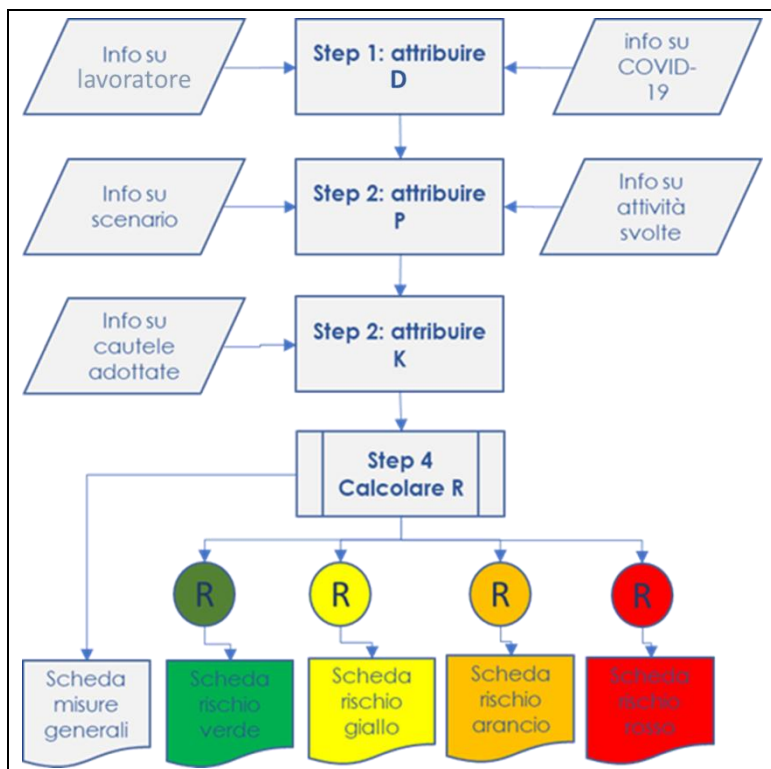 Info su
lavoratore
Step 1: attribuire
D
info su
COVID-
19
Info su
scenario
Step 2: attribuire
P
Info su
attività
svolte
Info su
cautele
adottate
Step 2: attribuire
K
Step 4
Calcolare R
R
R
R
R
Scheda
misure
generali
Scheda
rischio
verde
Scheda
rischio
giallo
Scheda
rischio
arancio
Scheda
rischio
rosso